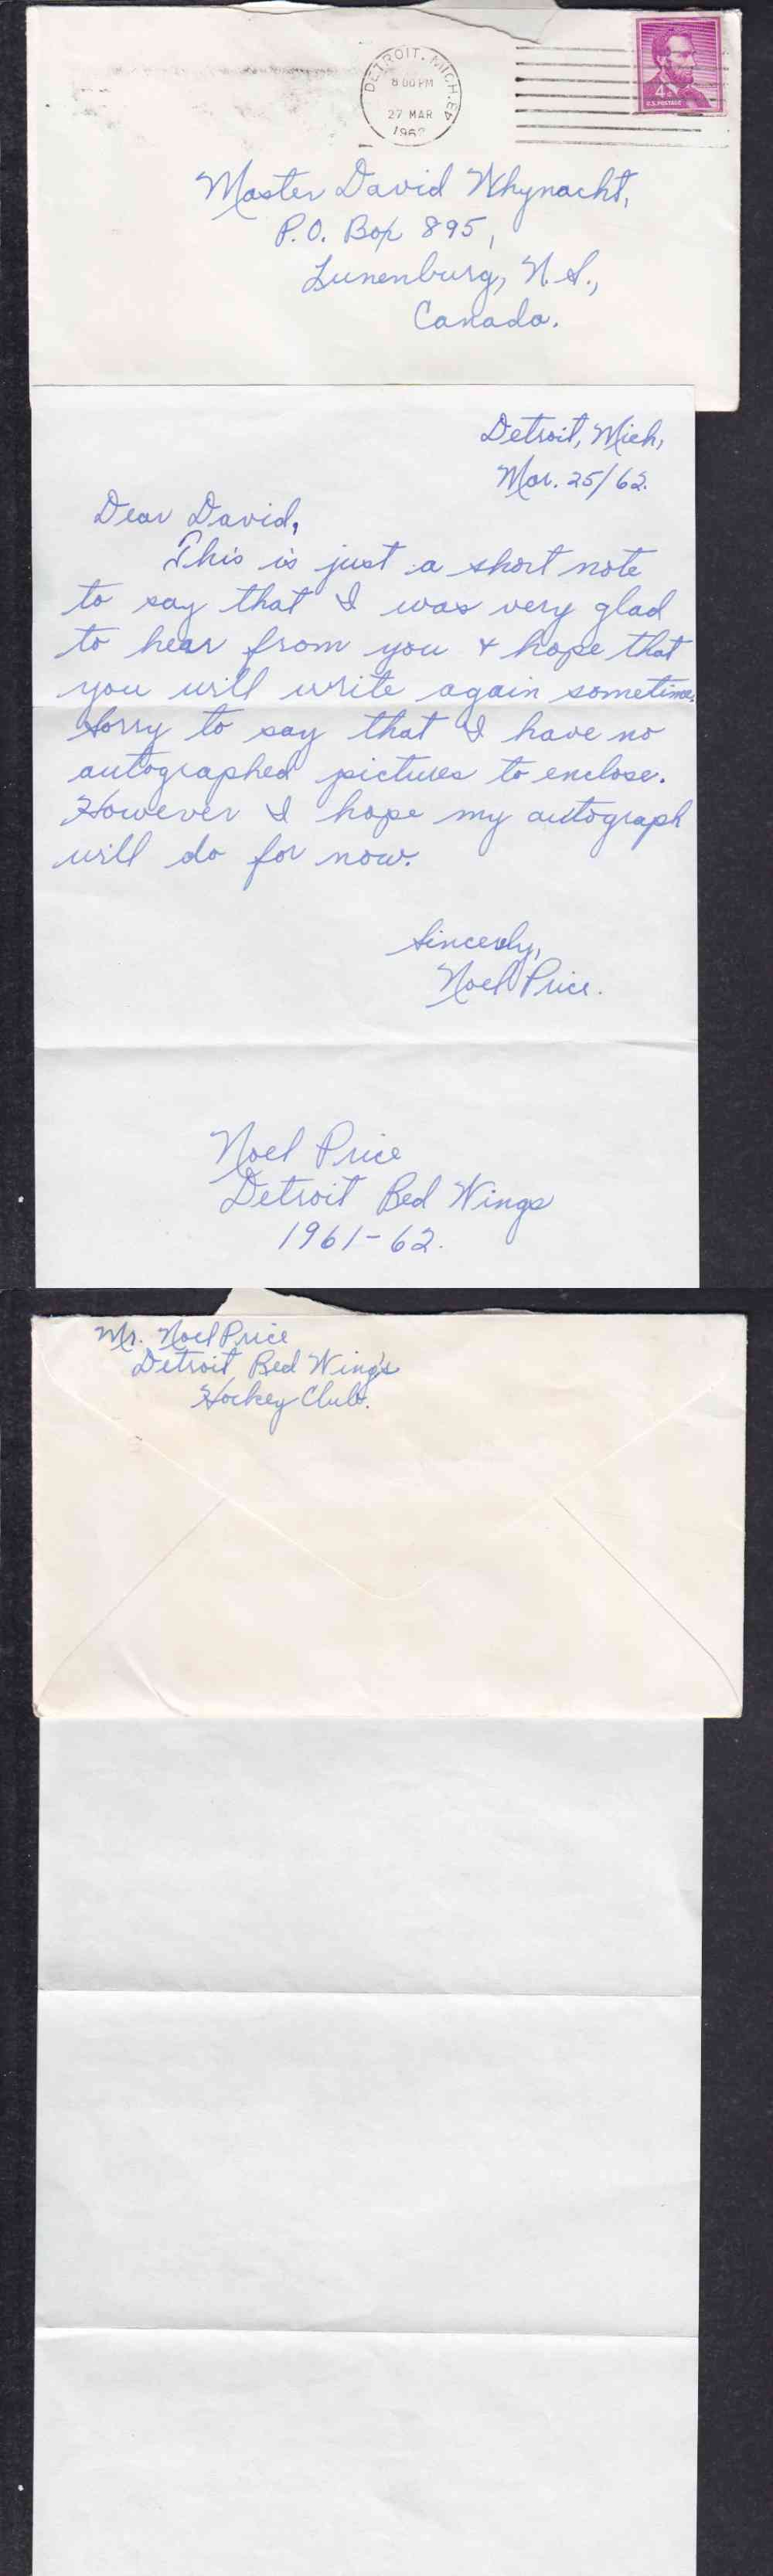 DETROIT, MICH. 
8 00 PM
27 MAR
1962
4¢
U.S. POSTAGE
Master David Whynacht,
P.O. Box 895,
Lunenburg, N.S.,
Canada.
Detroit, Mich,
Mar. 25/62.
Dear David,
This is just a short note
to say that I was very glad
to hear from you & hope that
you will write again sometime.
Sorry to say that I have no
autographed pictures to enclose.
However I hope my autograph
will do for now.
Sincerly,
Noel Price.
Noel Price
Detroit Red Wings
1961-62.
Mr. Noel Price
Detroit Red Wings
Hockey Club.